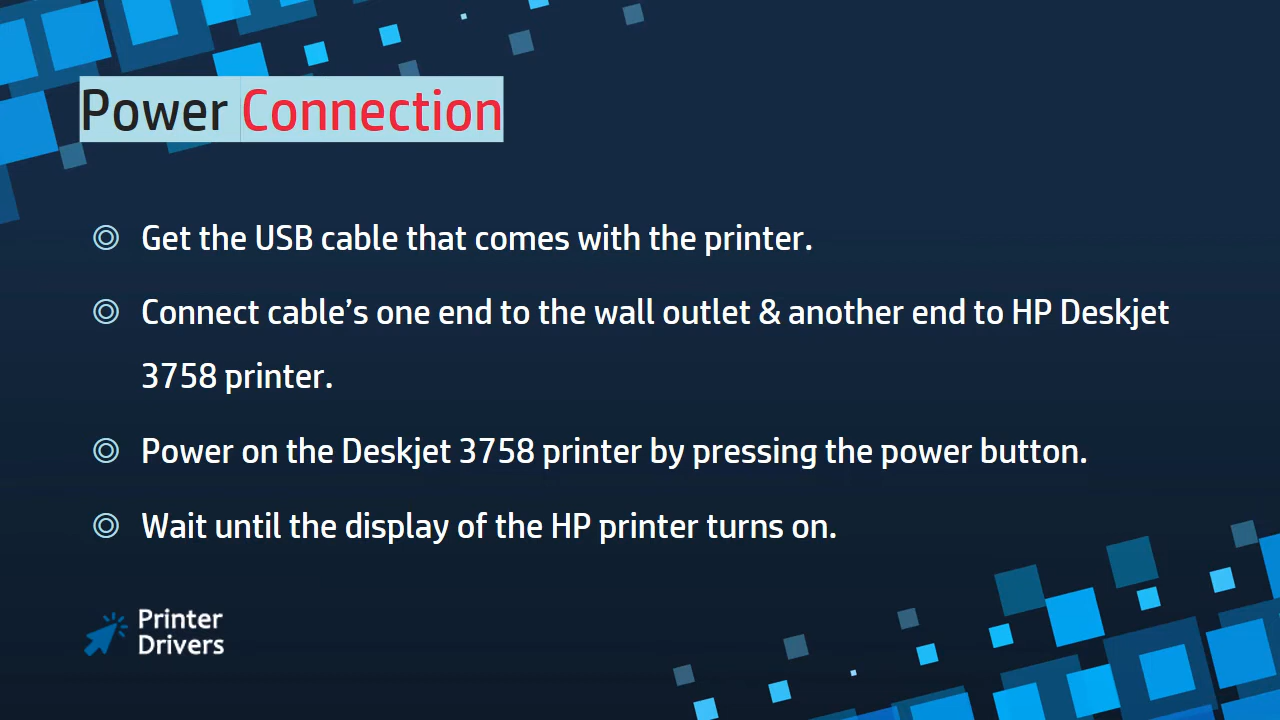 Power Connection
Get the USB cable that comes with the printer.
Connect cable’s one end to the wall outlet & another end to HP Deskjet
3758 printer.
Power on the Deskjet 3758 printer by pressing the power button.
Wait until the display of the HP printer turns on.
Printer
Drivers